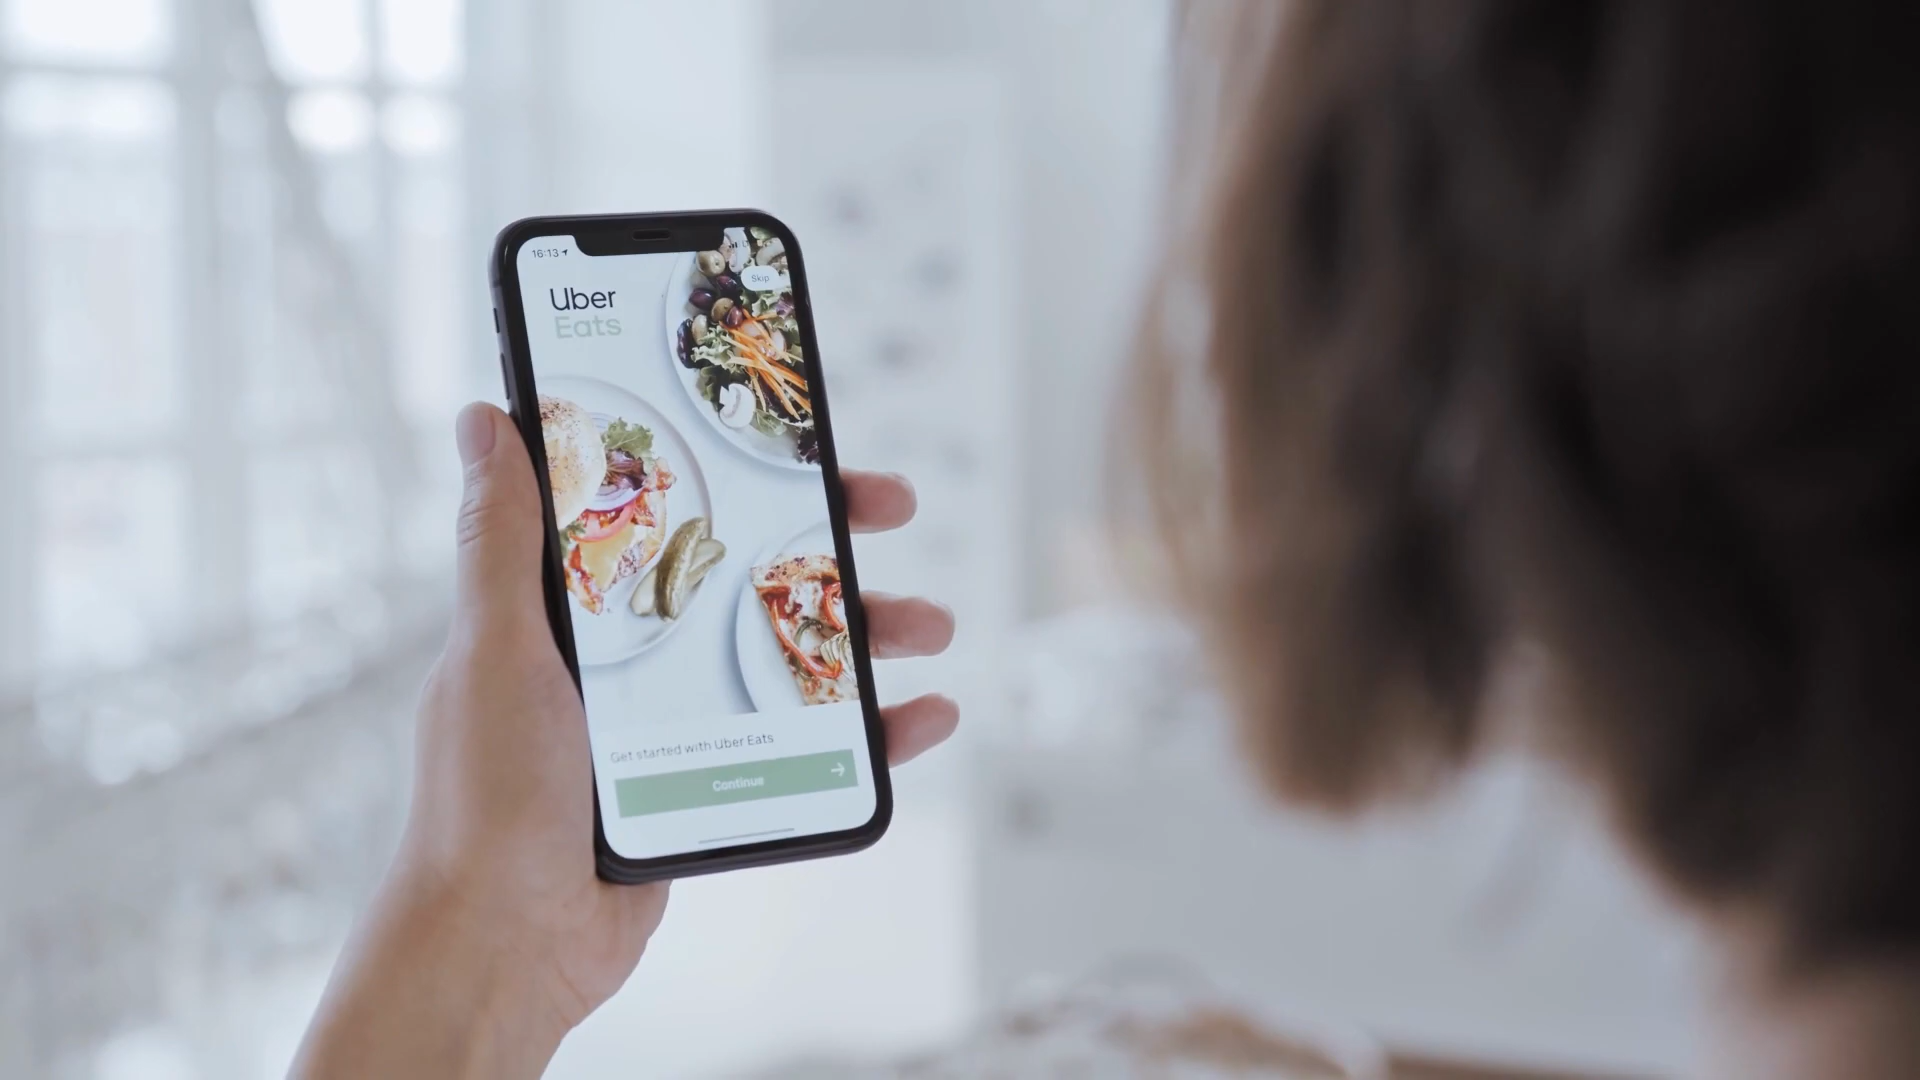 16:13
Skip
Uber
Eats
Get started with Uber Eats
Continue